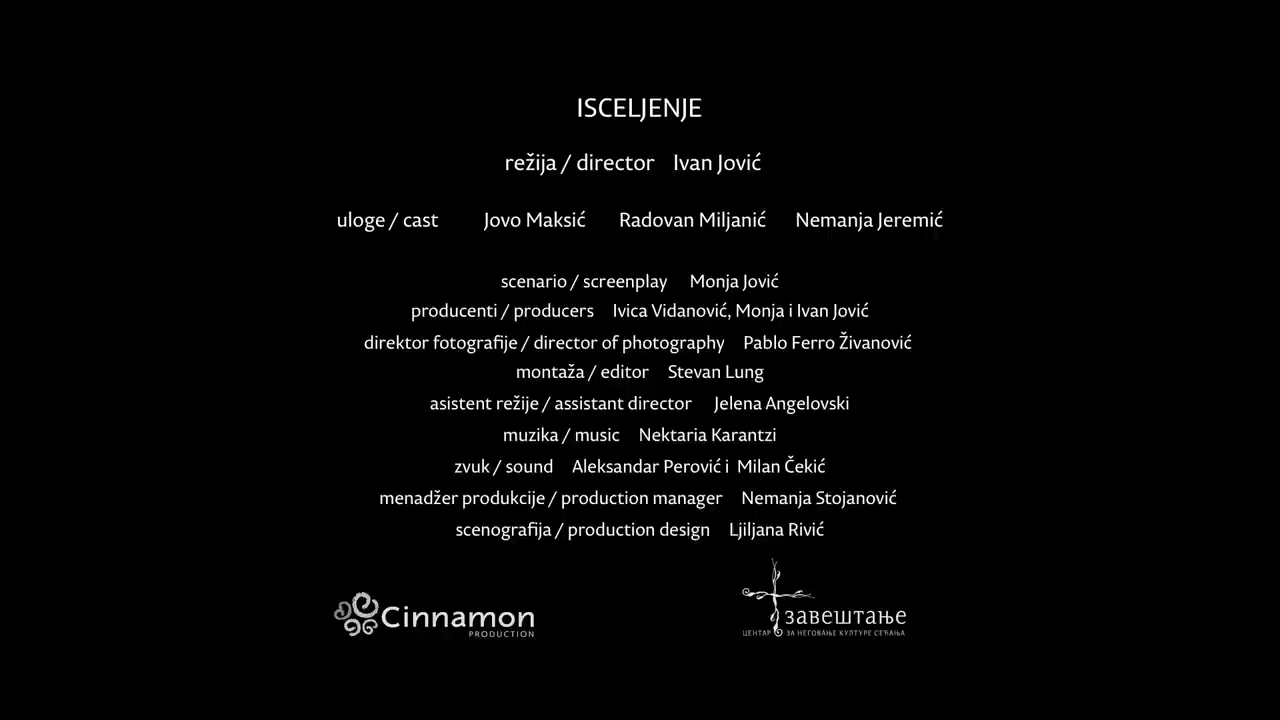 ISCELJENJE
režija / director Ivan Jović
uloge / cast Jovo Maksić Radovan Miljanić Nemanja Jeremić
scenario / screenplay Monja Jović
producenti / producers Ivica Vidanović, Monja i Ivan Jović
direktor fotografije / director of photography Pablo Ferro Živanović
montaža / editor Stevan Lung
asistent režije / assistant director Jelena Angelovski
muzika / music Nektaria Karantzi
zvuk / sound Aleksandar Perović i Milan Čekić
menadžer produkcije / production manager Nemanja Stojanović
scenografija / production design Ljiljana Rivić
Cinnamon
PRODUCTION
завештање
ЦЕНТАР ЗА НЕГОВАЊЕ КУЛТУРЕ СЕЋАЊА